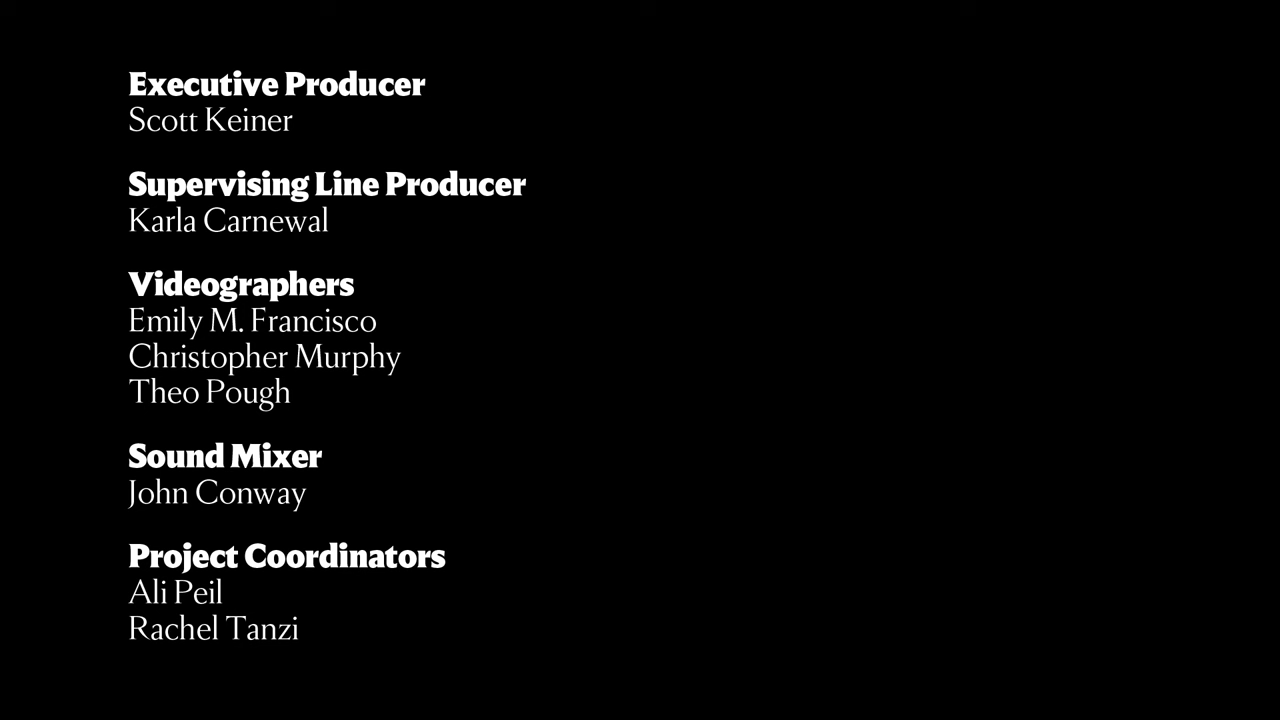 Executive Producer
Scott Keiner
Supervising Line Producer
Karla Carnewal
Videographers
Emily M. Francisco
Christopher Murphy
Theo Pough
Sound Mixer
John Conway
Project Coordinators
Ali Peil
Rachel Tanzi